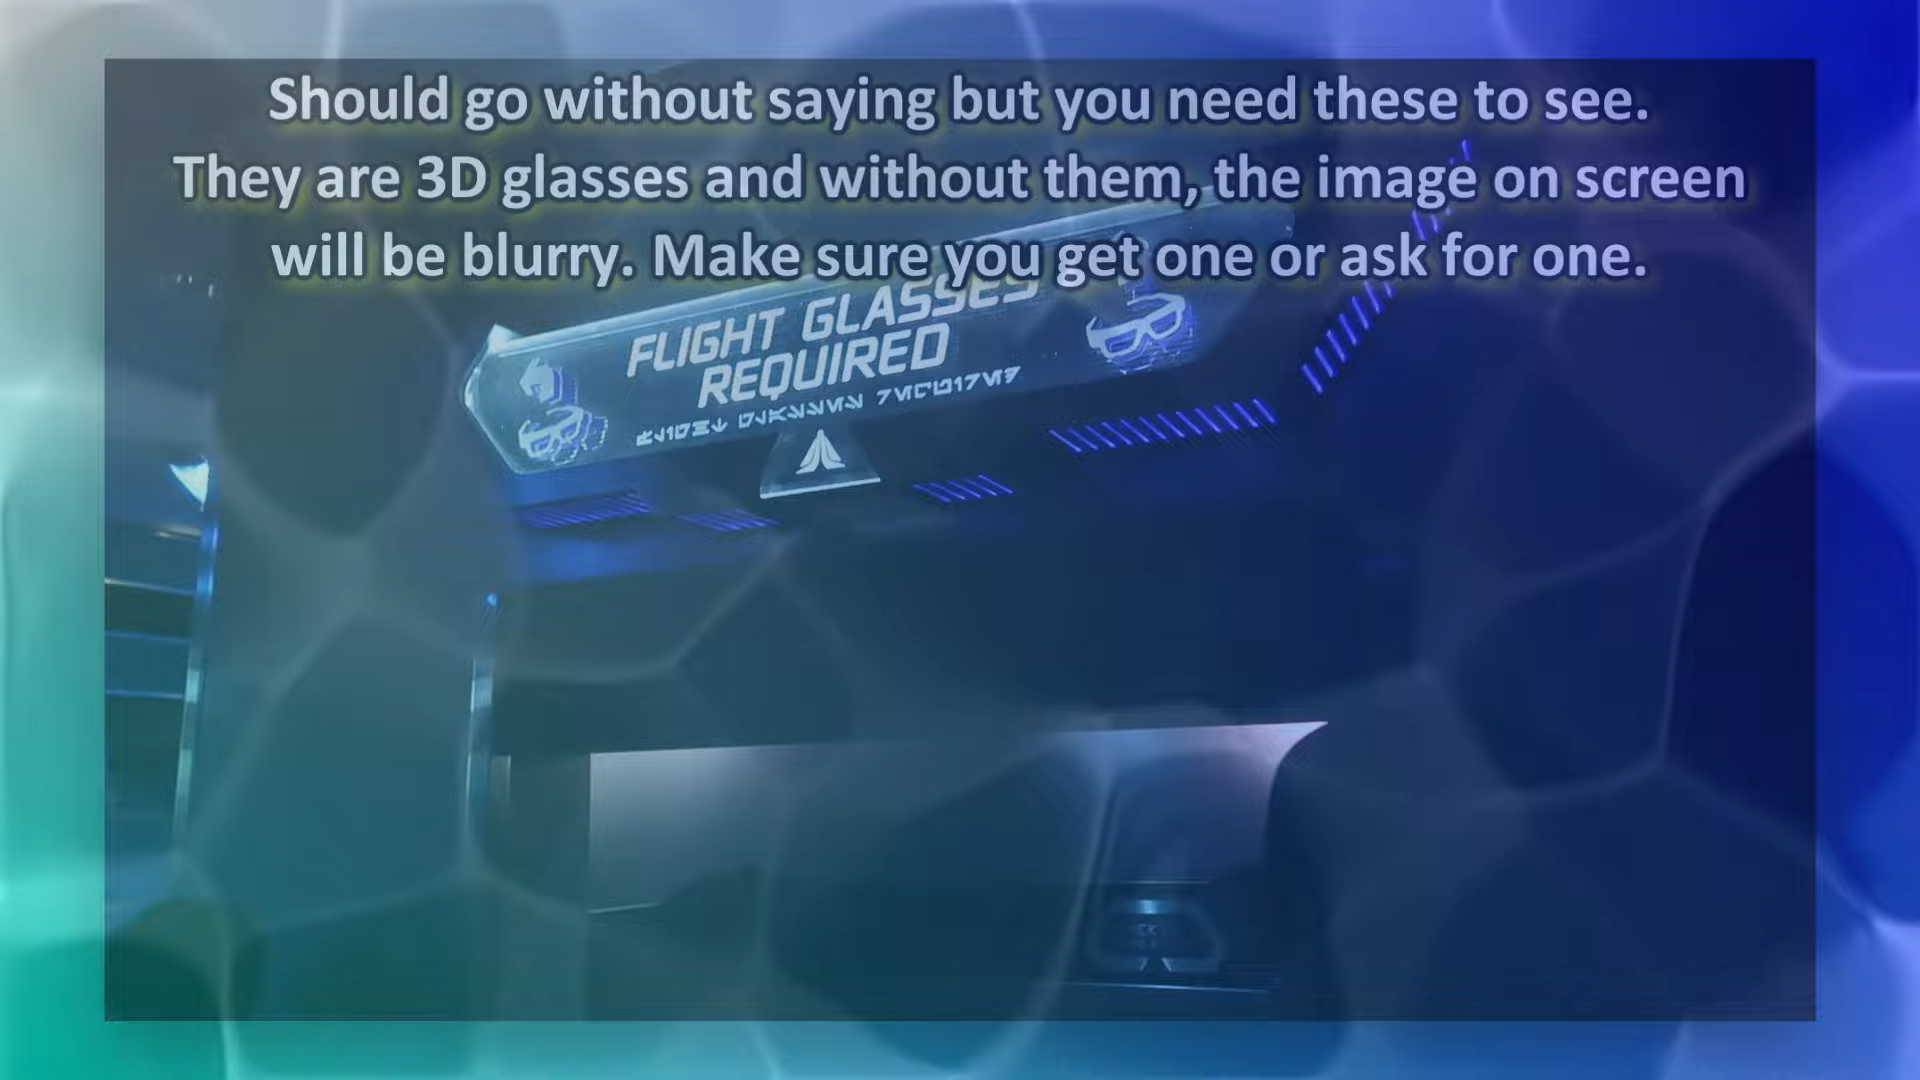 Should go without saying but you need these to see.
They are 3D glasses and without them, the image on screen
will be blurry. Make sure you get one or ask for one.
FLIGHT GLASSES
REQUIRED